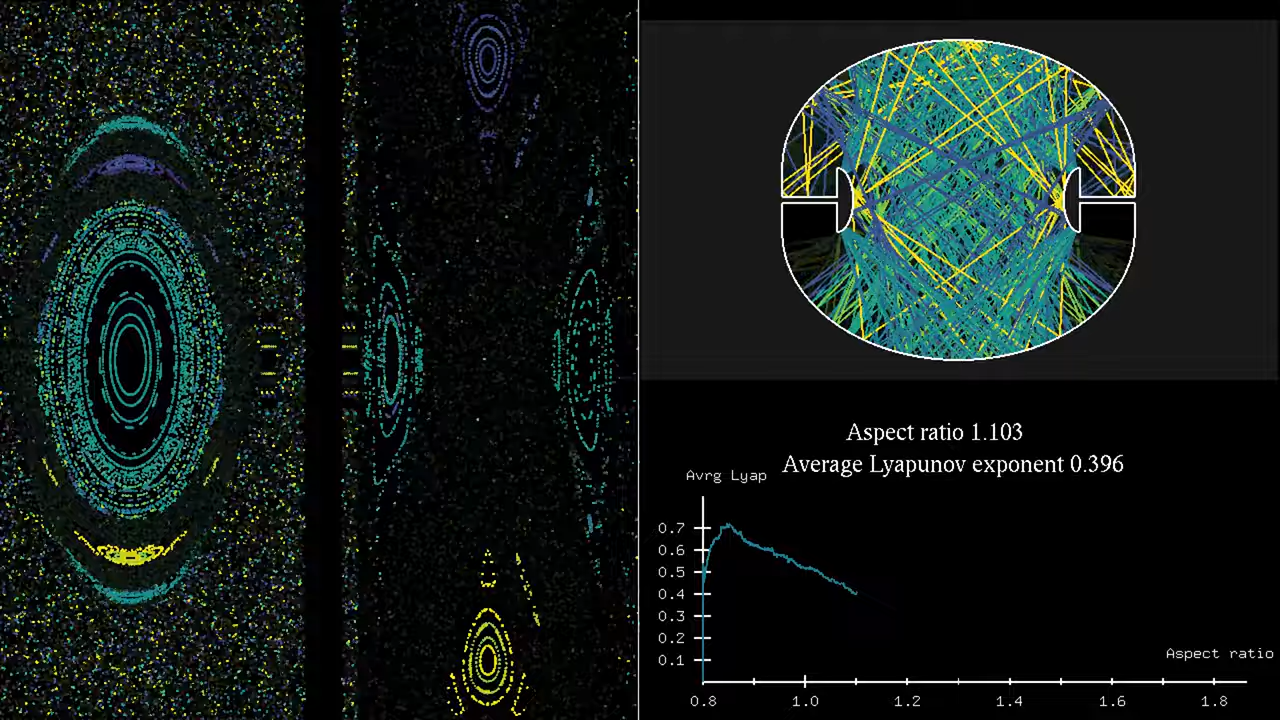 Aspect ratio 1.103
Average Lyapunov exponent 0.396
Avrg Lyap
0.7
0.6
0.5
0.4
0.3
0.2
0.1
Aspect ratio
0.8 1.0 1.2 1.4 1.6 1.8